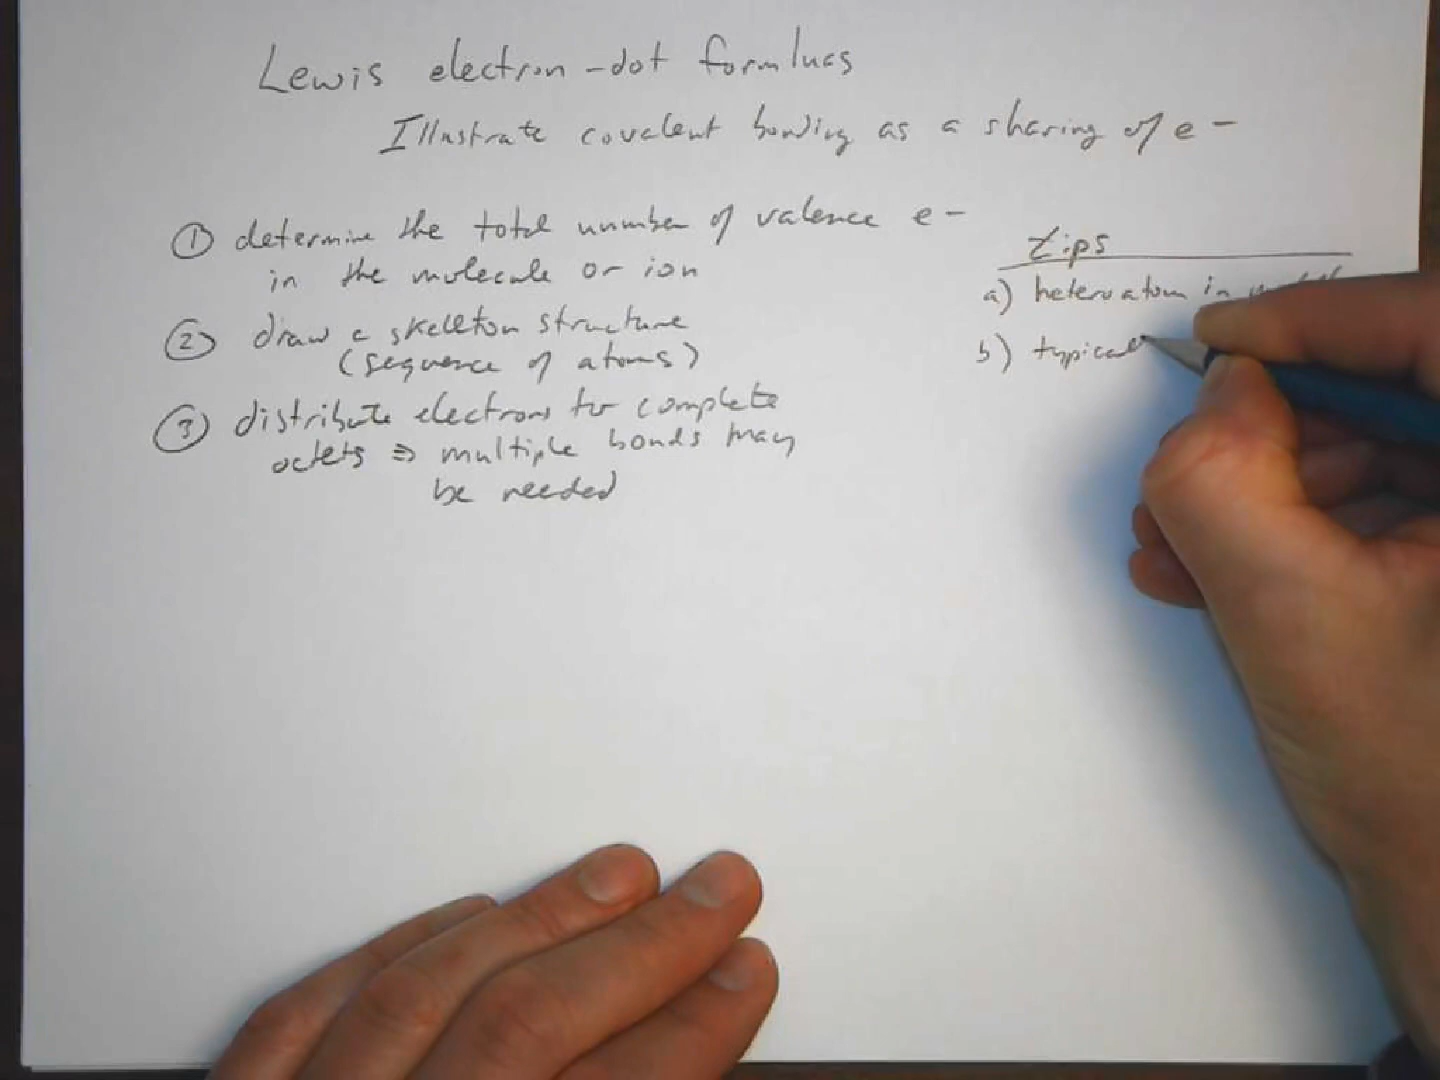 Lewis electron-dot formluas
Illustrate covalent bonding as a sharing of e-
① determine the total number of valence e-
in the molecule or ion
② draw a skeleton structure
(sequence of atoms)
③ distribute electrons to complete
octets ⇒ multiple bonds may
be needed
tips
a) heteroatom in
b) typical